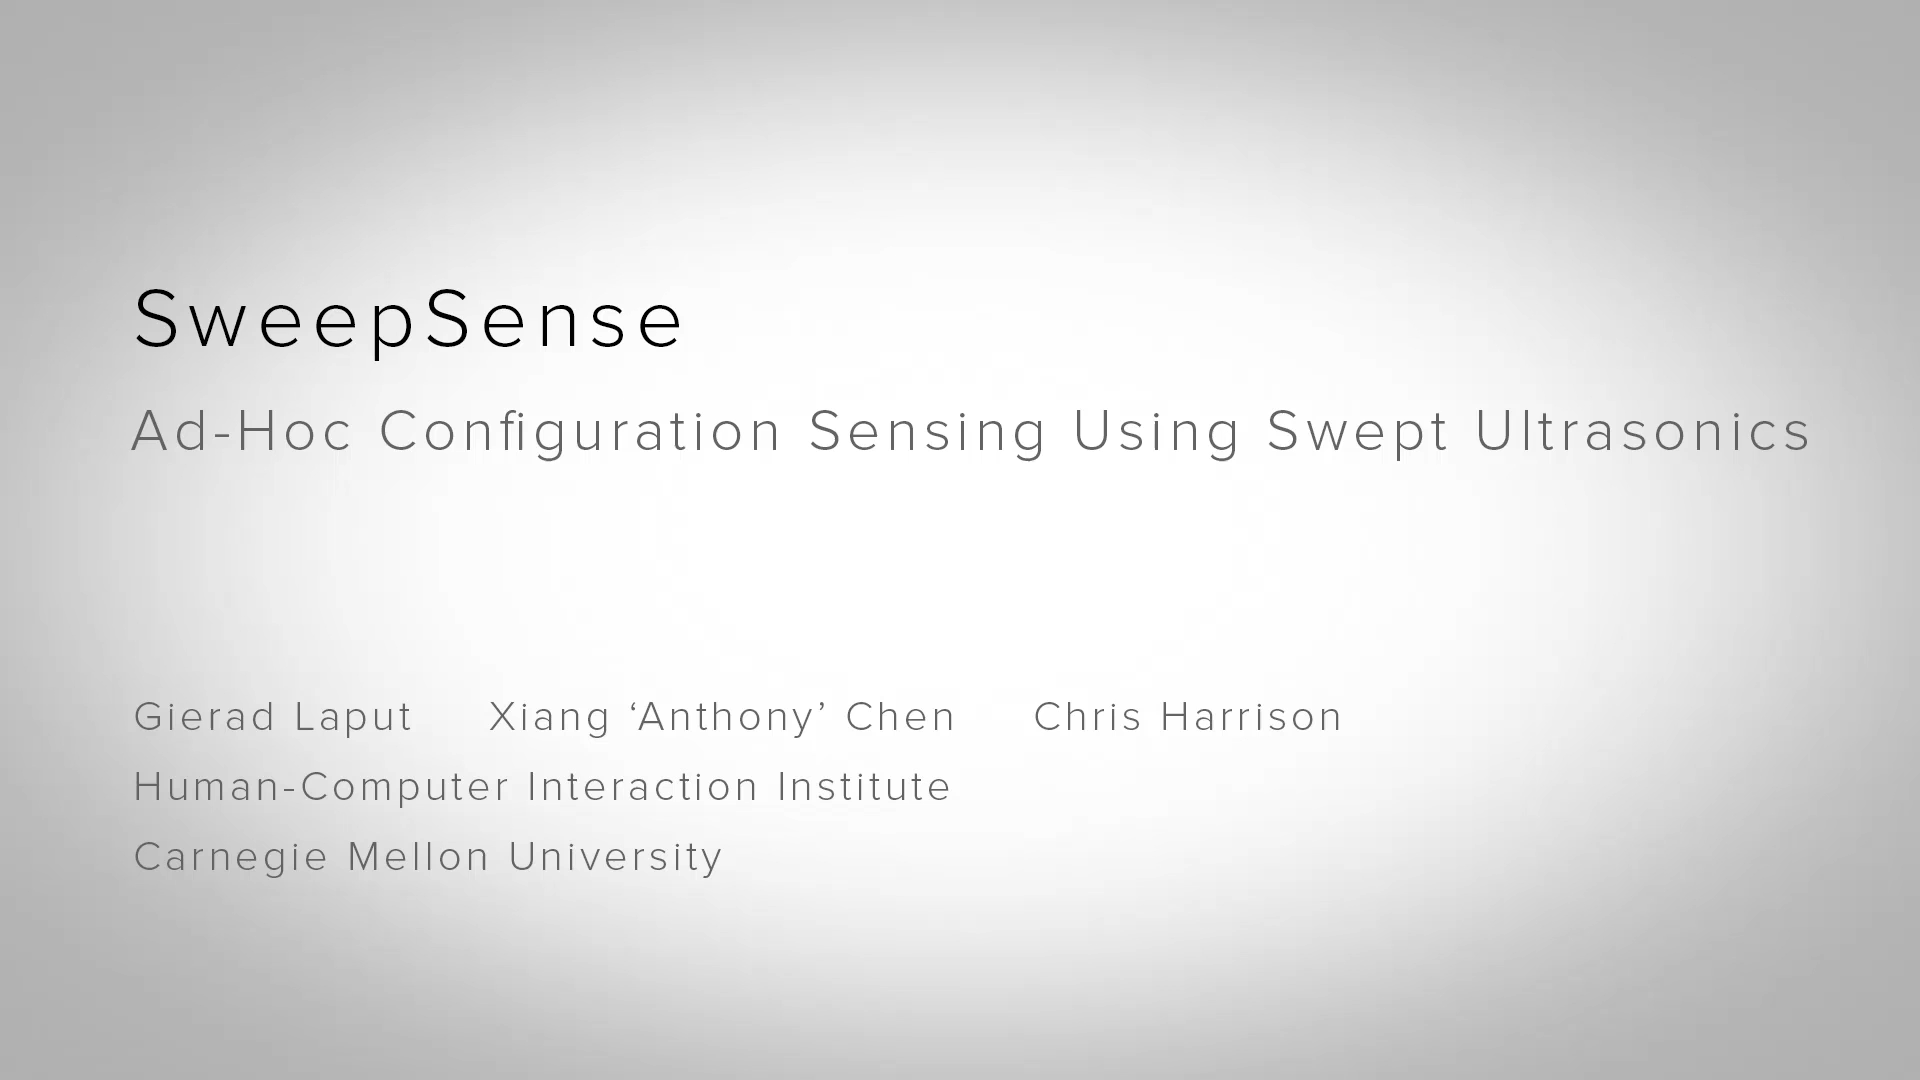 SweepSense
Ad-Hoc Configuration Sensing Using Swept Ultrasonics
Gierad Laput Xiang ‘Anthony’ Chen Chris Harrison
Human-Computer Interaction Institute
Carnegie Mellon University